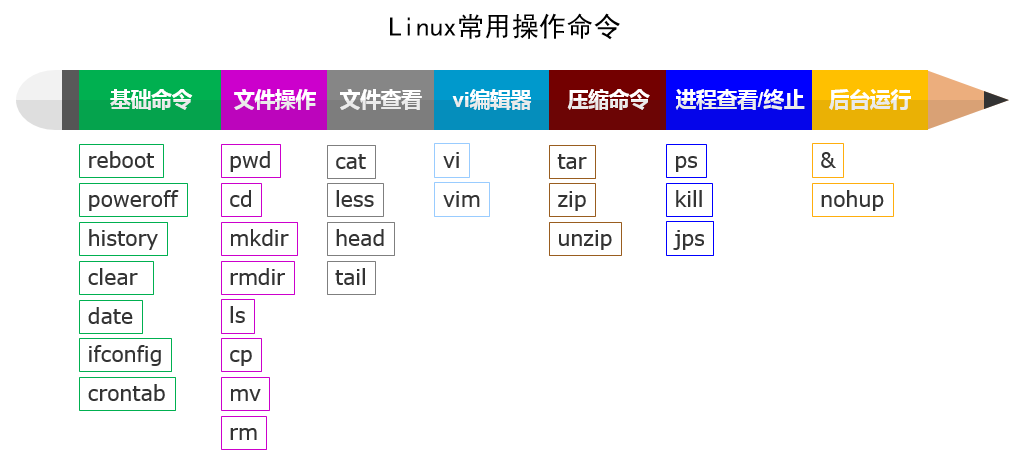 Linux常用操作命令
基础命令
文件操作
文件查看
vi编辑器
压缩命令
进程查看/终止
后台运行
reboot
poweroff
history
clear
date
ifconfig
crontab
pwd
cd
mkdir
rmdir
ls
cp
mv
rm
cat
less
head
tail
vi
vim
tar
zip
unzip
ps
kill
jps
&
nohup